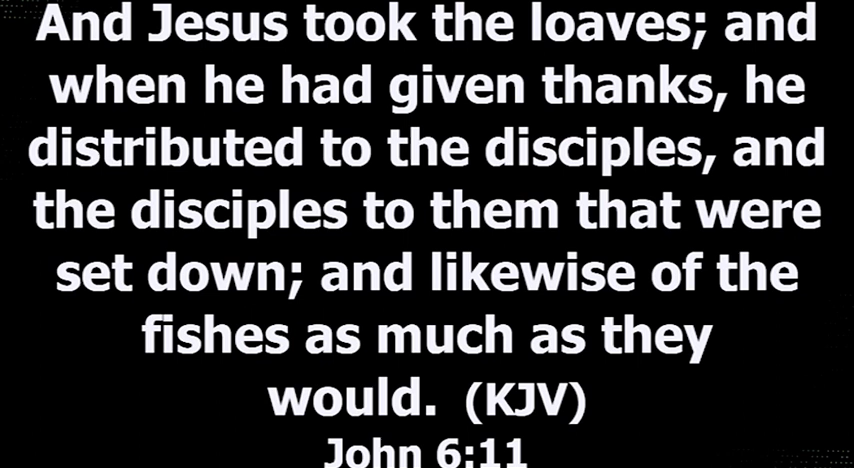 And Jesus took the loaves; and
when he had given thanks, he
distributed to the disciples, and
the disciples to them that were
set down; and likewise of the
fishes as much as they
would. (KJV)
John 6:11